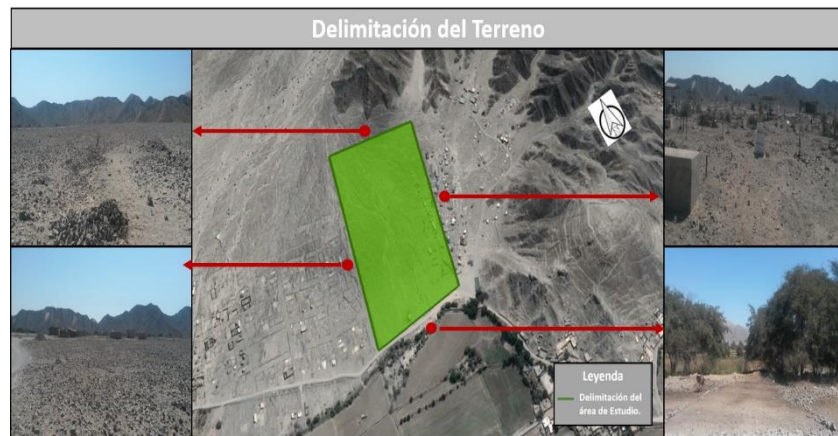 Delimitación del Terreno
Leyenda
Delimitación del
área de Estudio.